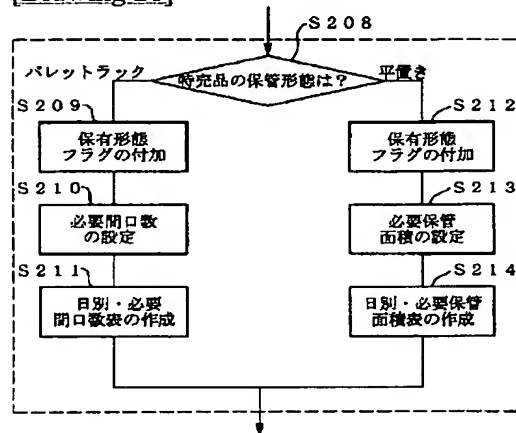 S208
特売品の保管形態は？
パレットラック
平置き
S209
保有形態
フラグの付加
S210
必要間口数
の設定
S211
日別・必要
間口数表の作成
S212
保有形態
フラグの付加
S213
必要保管
面積の設定
S214
日別・必要保管
面積表の作成